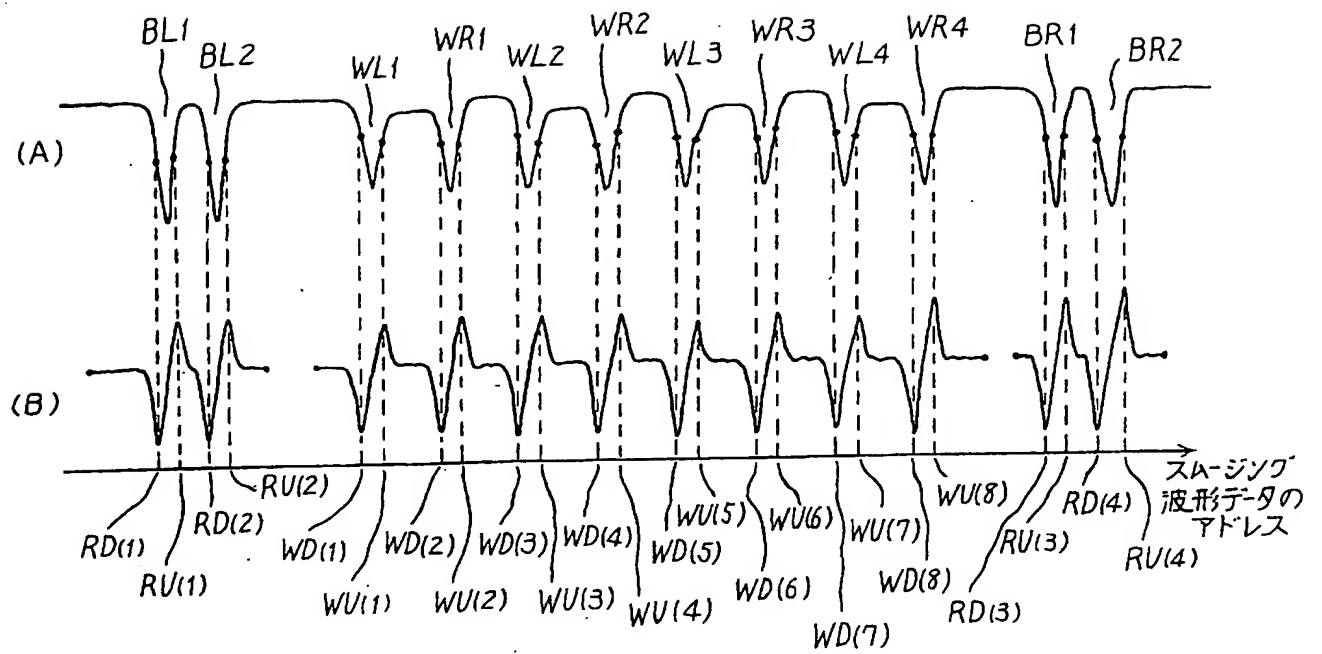 BL1
BL2
WL1
WR1
WL2
WR2
WL3
WR3
WL4
WR4
BR1
BR2
(A)
(B)
スムージング
波形データの
アドレス
RD(1)
RU(1)
RD(2)
RU(2)
WD(1)
WU(1)
WD(2)
WU(2)
WD(3)
WU(3)
WD(4)
WU(4)
WD(5)
WU(5)
WD(6)
WU(6)
WD(7)
WU(7)
WD(8)
WU(8)
RD(3)
RU(3)
RD(4)
RU(4)